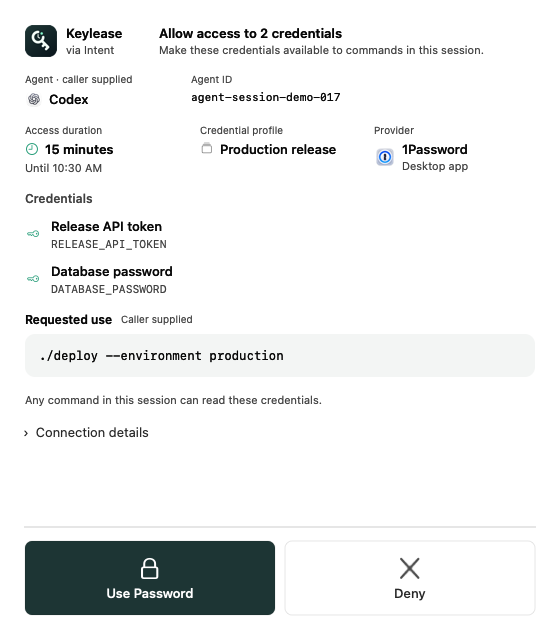 Keylease
via Intent
Allow access to 2 credentials
Make these credentials available to commands in this session.
Agent · caller supplied
Codex
Agent ID
agent-session-demo-017
Access duration
15 minutes
Until 10:30 AM
Credential profile
Production release
Provider
1Password
Desktop app
Credentials
Release API token
RELEASE_API_TOKEN
Database password
DATABASE_PASSWORD
Requested use Caller supplied
./deploy --environment production
Any command in this session can read these credentials.
Connection details
Use Password
Deny